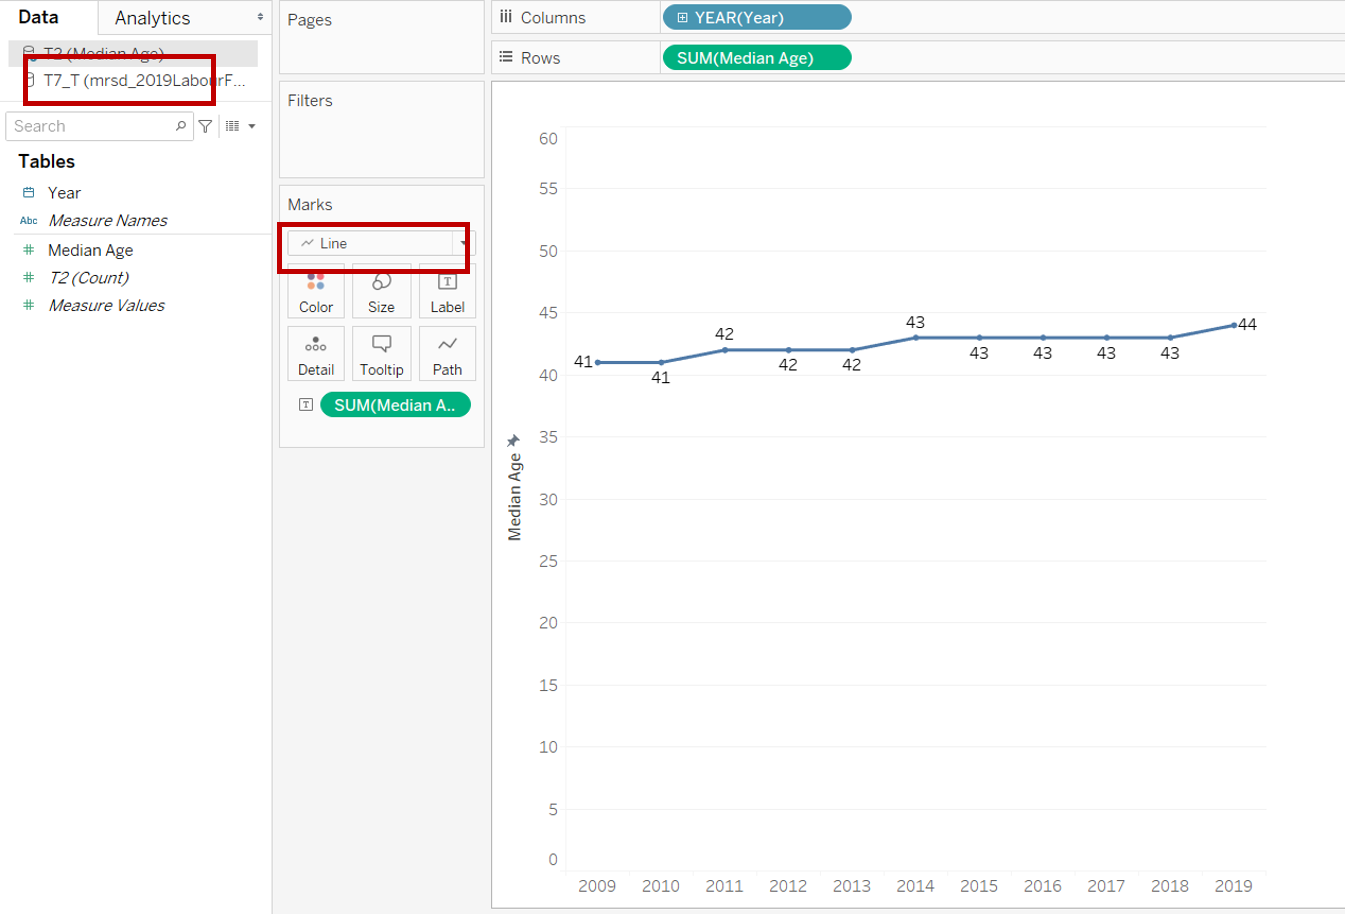 Data
Analytics
T2 (Median Age)
T7_T (mrsd_2019LabourF...
Search
Tables
Year
Abc Measure Names
# Median Age
# T2 (Count)
# Measure Values
Pages
Filters
Marks
Line
Color Size Label
Detail Tooltip Path
T SUM(Median A..
Columns YEAR(Year)
Rows SUM(Median Age)
60
55
50
45
40
35
30
25
20
15
10
5
0
Median Age
41
41
42
42
42
43
43
43
43
43
44
2009 2010 2011 2012 2013 2014 2015 2016 2017 2018 2019